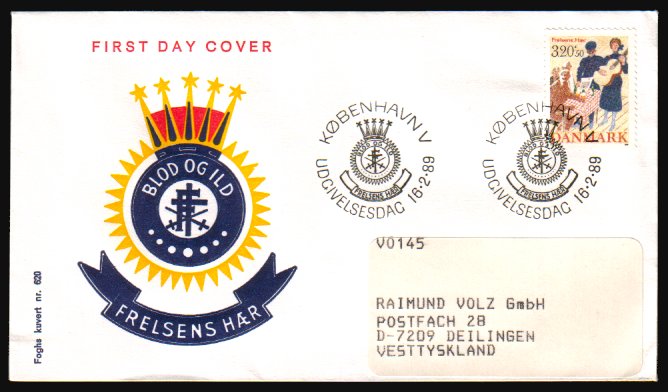 FIRST DAY COVER
BLOD OG ILD
FRELSENS HÆR
Foghs kuvert nr. 620
KØBENHAVN V
FRELSENS HÆR
UDGIVELSESDAG 16-2-89
Frelsens Hær
3.20+50
DANMARK
KØBENHAVN V
FRELSENS HÆR
UDGIVELSESDAG 16-2-89
V0145
RAIMUND VOLZ GmbH
POSTFACH 28
D-7209 DEILINGEN
VESTTYSKLAND